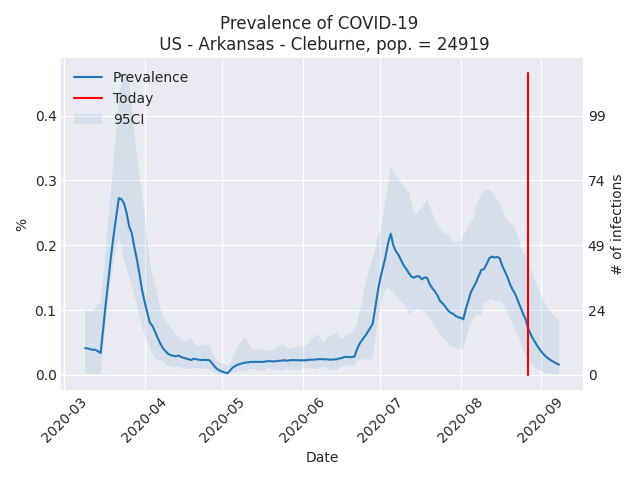 Prevalence of COVID-19
US - Arkansas - Cleburne, pop. = 24919
Prevalence
Today
95CI
%
0.4
0.3
0.2
0.1
0.0
99
74
49
24
0
# of infections
2020-03
2020-04
2020-05
2020-06
2020-07
2020-08
2020-09
Date